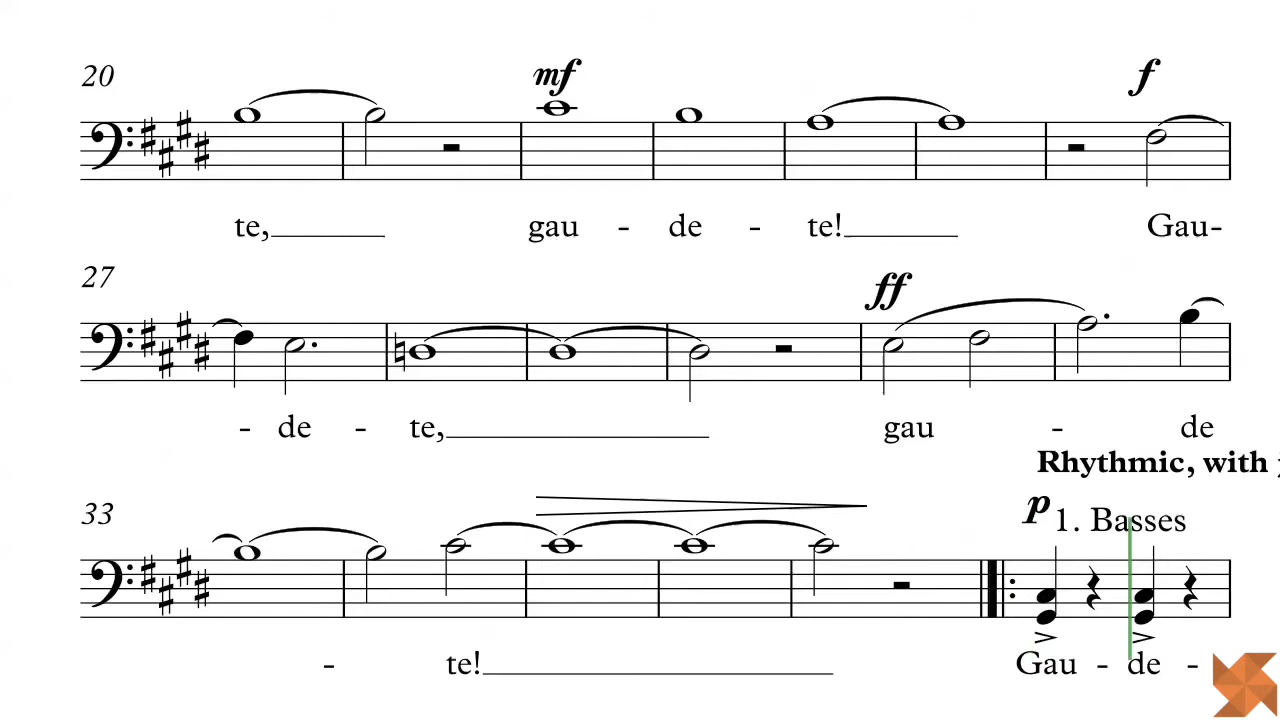 20
mf
f
te, gau - de - te! Gau-
27
ff
- de - te, gau - de
Rhythmic, with
33
p
1. Basses
- te! Gau - de -